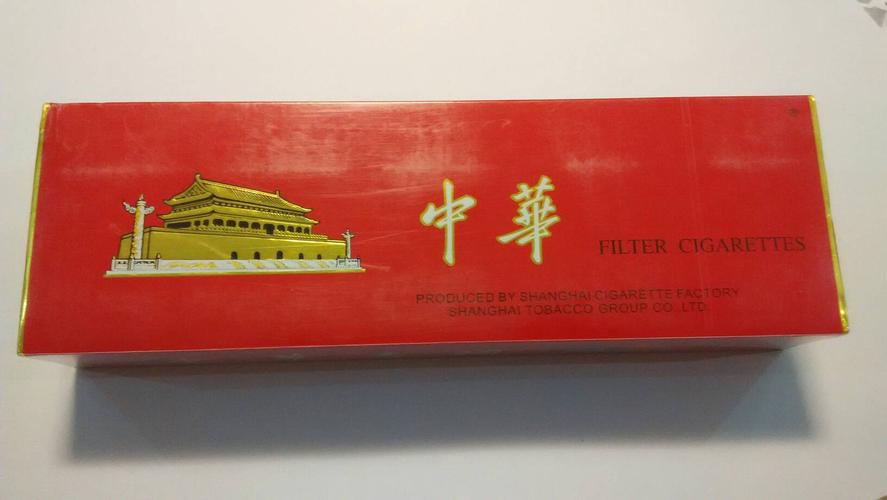 中華
FILTER CIGARETTES
PRODUCED BY SHANGHAI CIGARETTE FACTORY
SHANGHAI TOBACCO GROUP CO. LTD.